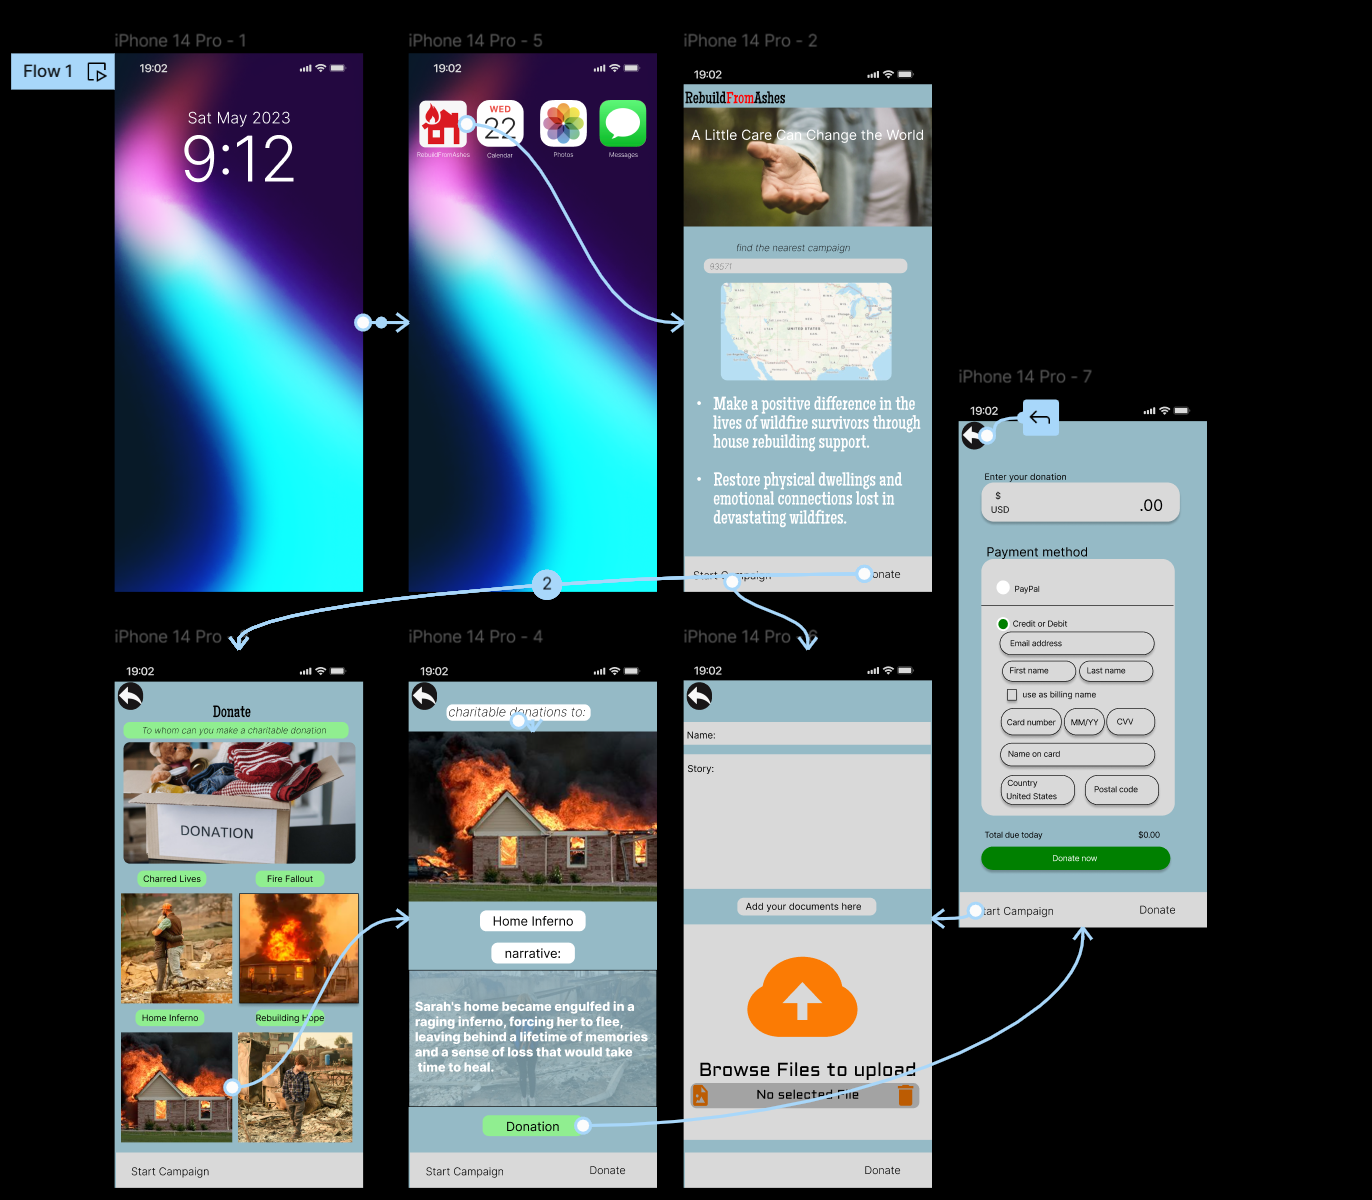 iPhone 14 Pro - 1
Flow 1
19:02
Sat May 2023
9:12
iPhone 14 Pro - 5
19:02
WED
22
RebuildFromAshes
Calendar
Photos
Messages
iPhone 14 Pro - 2
19:02
RebuildFromAshes
A Little Care Can Change the World
find the nearest campaign
93571
UNITED STATES
• Make a positive difference in the
lives of wildfire survivors through
house rebuilding support.
• Restore physical dwellings and
emotional connections lost in
devastating wildfires.
Start Campaign
Donate
2
iPhone 14 Pro - 7
19:02
Enter your donation
$
USD
.00
Payment method
PayPal
Credit or Debit
Email address
First name
Last name
use as billing name
Card number
MM/YY
CVV
Name on card
Country
United States
Postal code
Total due today
$0.00
Donate now
Start Campaign
Donate
iPhone 14 Pro
19:02
Donate
To whom can you make a charitable donation
DONATION
Charred Lives
Fire Fallout
Home Inferno
Rebuilding Hope
Start Campaign
iPhone 14 Pro - 4
19:02
charitable donations to:
Home Inferno
narrative:
Sarah's home became engulfed in a
raging inferno, forcing her to flee,
leaving behind a lifetime of memories
and a sense of loss that would take
time to heal.
Donation
Start Campaign
Donate
iPhone 14 Pro - 6
19:02
Name:
Story:
Add your documents here
Browse Files to upload
No selected File
Donate